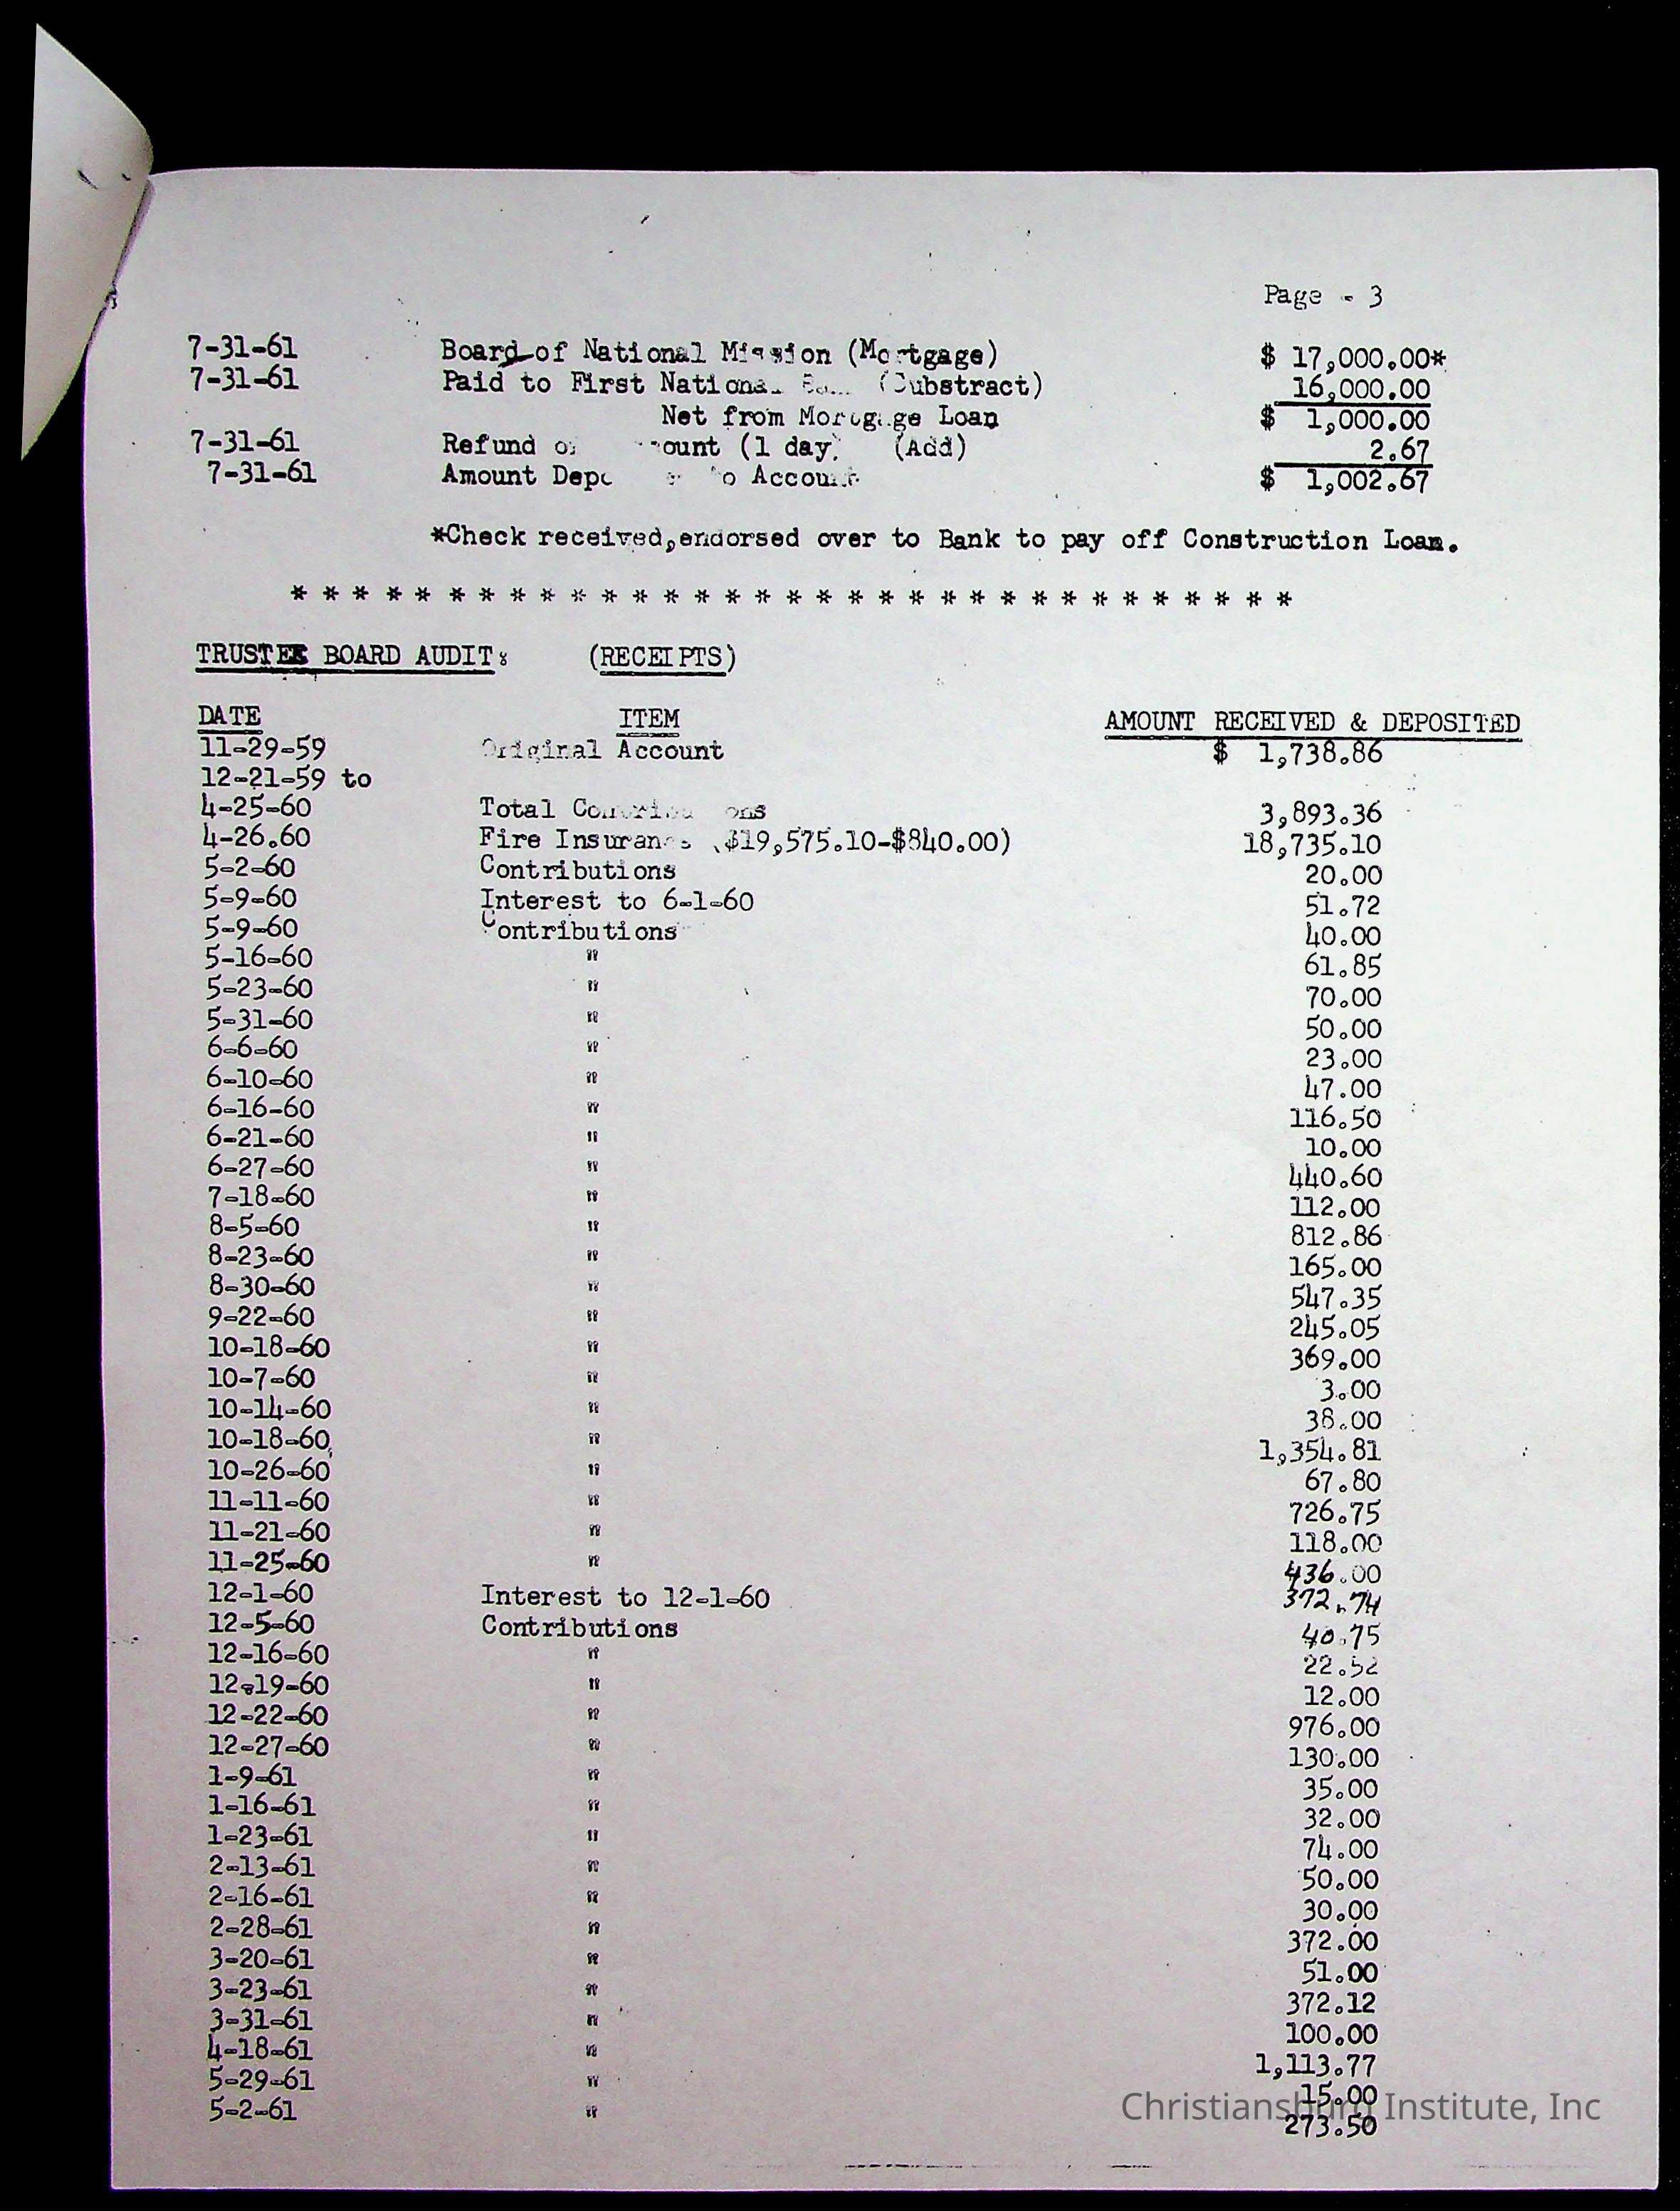 Page - 3
7-31-61 Board of National Mission (Mortgage) $ 17,000.00*
7-31-61 Paid to First National (Substract) 16,000.00
Net from Mortgage Loan $ 1,000.00
7-31-61 Refund (1 day) (Add) 2.67
7-31-61 Amount Account $ 1,002.67
*Check received,endorsed over to Bank to pay off Construction Loan.
* * * * * * * * * * * * * * * * * * * * * * * * * * * * * * * * *
TRUSTEE BOARD AUDIT: (RECEIPTS)
DATE ITEM AMOUNT RECEIVED & DEPOSITED
11-29-59 Original Account $ 1,738.86
12-21-59 to
4-25-60 Total Contributions 3,893.36
4-26.60 Fire Insurance ($19,575.10-$840.00) 18,735.10
5-2-60 Contributions 20.00
5-9-60 Interest to 6-1-60 51.72
5-9-60 Contributions 40.00
5-16-60 " 61.85
5-23-60 " 70.00
5-31-60 " 50.00
6-6-60 " 23.00
6-10-60 " 47.00
6-16-60 " 116.50
6-21-60 " 10.00
6-27-60 " 440.60
7-18-60 " 112.00
8-5-60 " 812.86
8-23-60 " 165.00
8-30-60 " 547.35
9-22-60 " 245.05
10-18-60 " 369.00
10-7-60 " 3.00
10-14-60 " 38.00
10-18-60 " 1,354.81
10-26-60 " 67.80
11-11-60 " 726.75
11-21-60 " 118.00
11-25-60 " 436.00
12-1-60 Interest to 12-1-60 372.74
12-5-60 Contributions 40.75
12-16-60 " 22.52
12-19-60 " 12.00
12-22-60 " 976.00
12-27-60 " 130.00
1-9-61 " 35.00
1-16-61 " 32.00
1-23-61 " 74.00
2-13-61 " 50.00
2-16-61 " 30.00
2-28-61 " 372.00
3-20-61 " 51.00
3-23-61 " 372.12
3-31-61 " 100.00
4-18-61 " 1,113.77
5-29-61 " 15.00
5-2-61 " 273.50
Christiansburg Institute, Inc